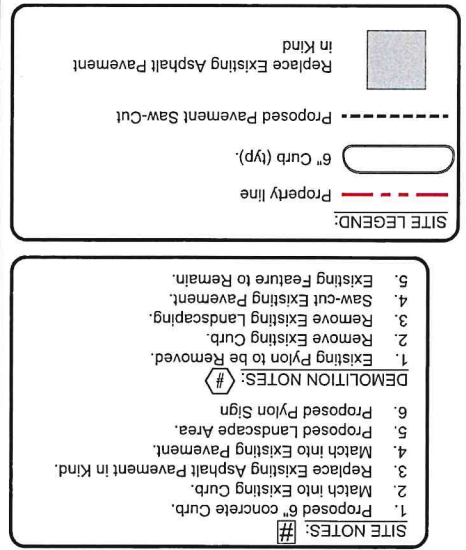 SITE NOTES: #
1. Proposed 6" concrete Curb.
2. Match into Existing Curb.
3. Replace Existing Asphalt Pavement in Kind.
4. Match into Existing Pavement.
5. Proposed Landscape Area.
6. Proposed Pylon Sign
DEMOLITION NOTES: #
1. Existing Pylon to be Removed.
2. Remove Existing Curb.
3. Remove Existing Landscaping.
4. Saw-cut Existing Pavement.
5. Existing Feature to Remain.
SITE LEGEND:
Property line
6" Curb (typ).
Proposed Pavement Saw-Cut
Replace Existing Asphalt Pavement
in Kind